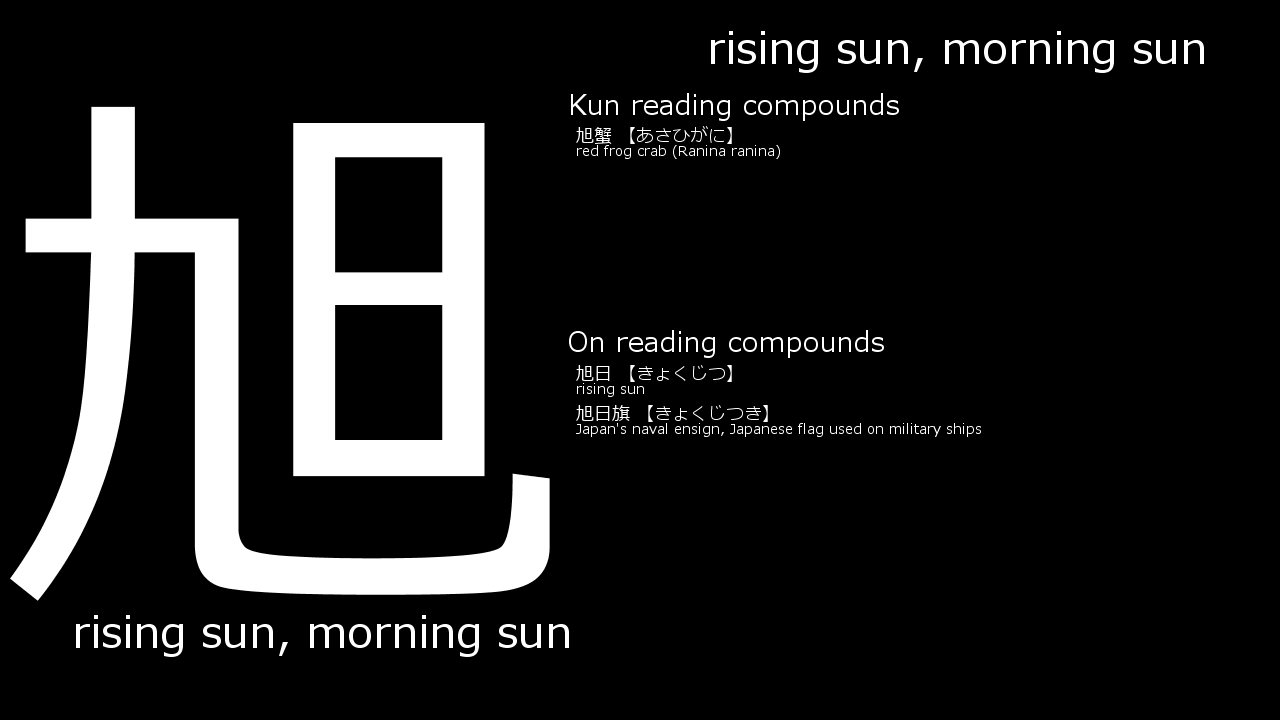 旭
rising sun, morning sun
rising sun, morning sun
Kun reading compounds
旭蟹 【あさひがに】
red frog crab (Ranina ranina)
On reading compounds
旭日 【きょくじつ】
rising sun
旭日旗 【きょくじつき】
Japan's naval ensign, Japanese flag used on military ships